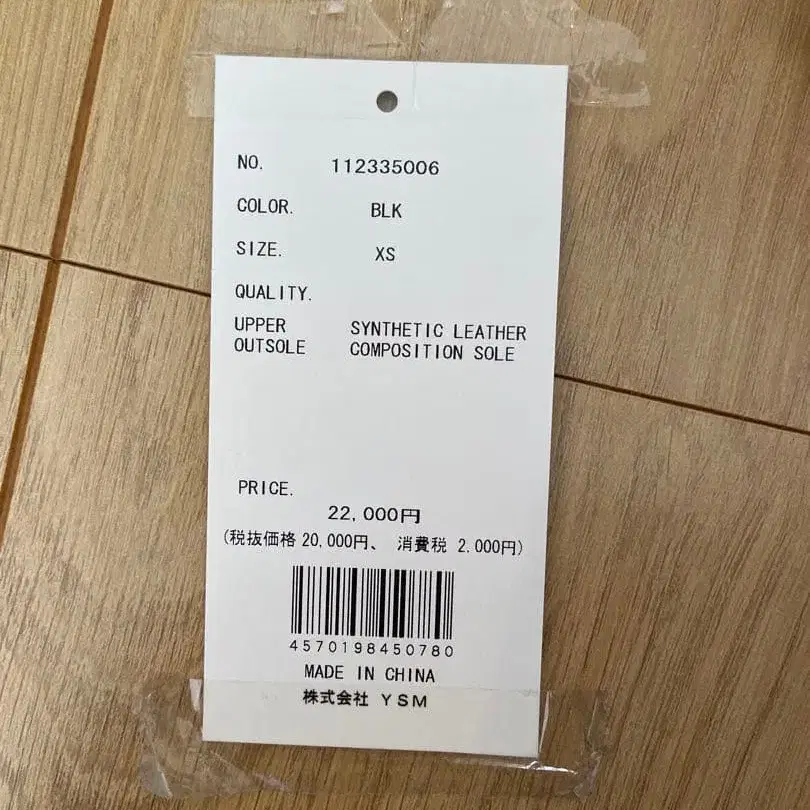 NO. 112335006
COLOR. BLK
SIZE. XS
QUALITY.
UPPER SYNTHETIC LEATHER
OUTSOLE COMPOSITION SOLE
PRICE.
22,000円
(税抜価格 20,000円、 消費税 2,000円)
4570198450780
MADE IN CHINA
株式会社 YSM